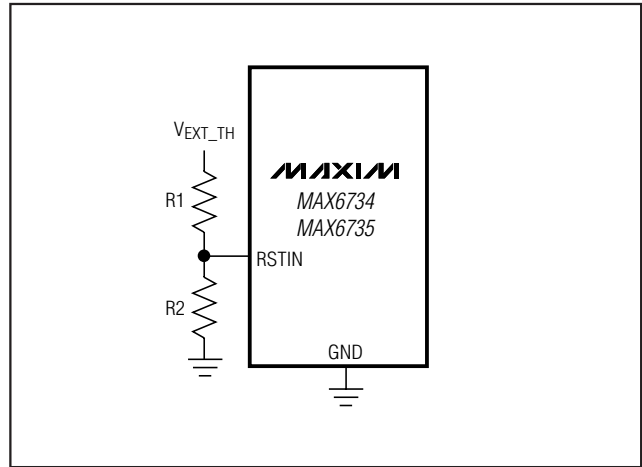 VEXT_TH
R1
MAXIM
MAX6734
MAX6735
RSTIN
R2
GND